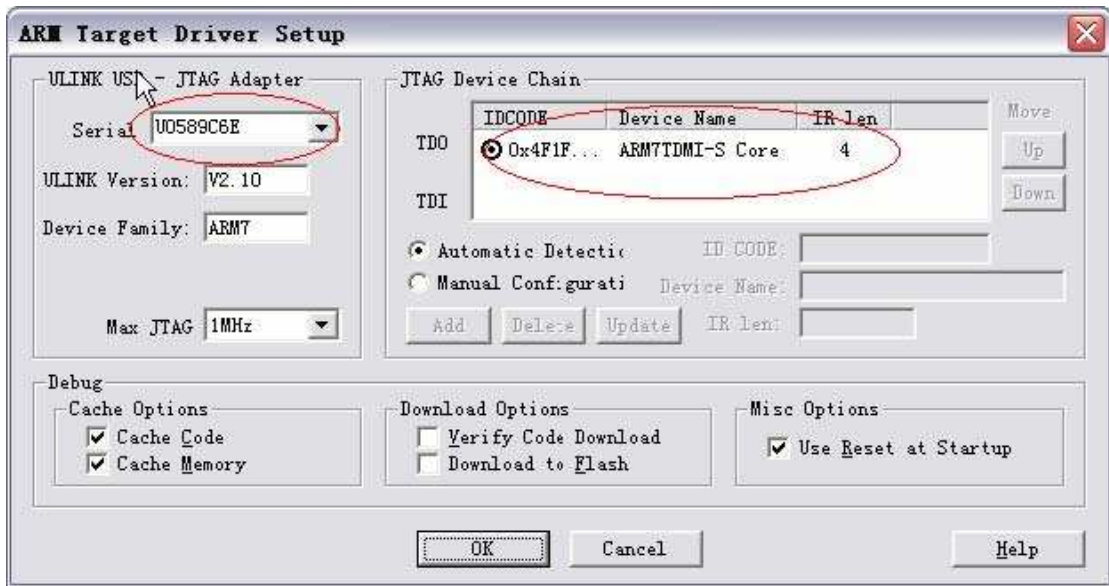 ARM Target Driver Setup
ULINK USB - JTAG Adapter
Serial U0589C6E
ULINK Version: V2.10
Device Family: ARM7
Max JTAG 1MHz
JTAG Device Chain
IDCODE Device Name IR len Move
TDO 0x4F1F... ARM7TDMI-S Core 4 Up
TDI Down
Automatic Detectic ID CODE:
Manual Configurati Device Name:
Add Delete Update IR len:
Debug
Cache Options
Cache Code
Cache Memory
Download Options
Verify Code Download
Download to Flash
Misc Options
Use Reset at Startup
OK Cancel Help